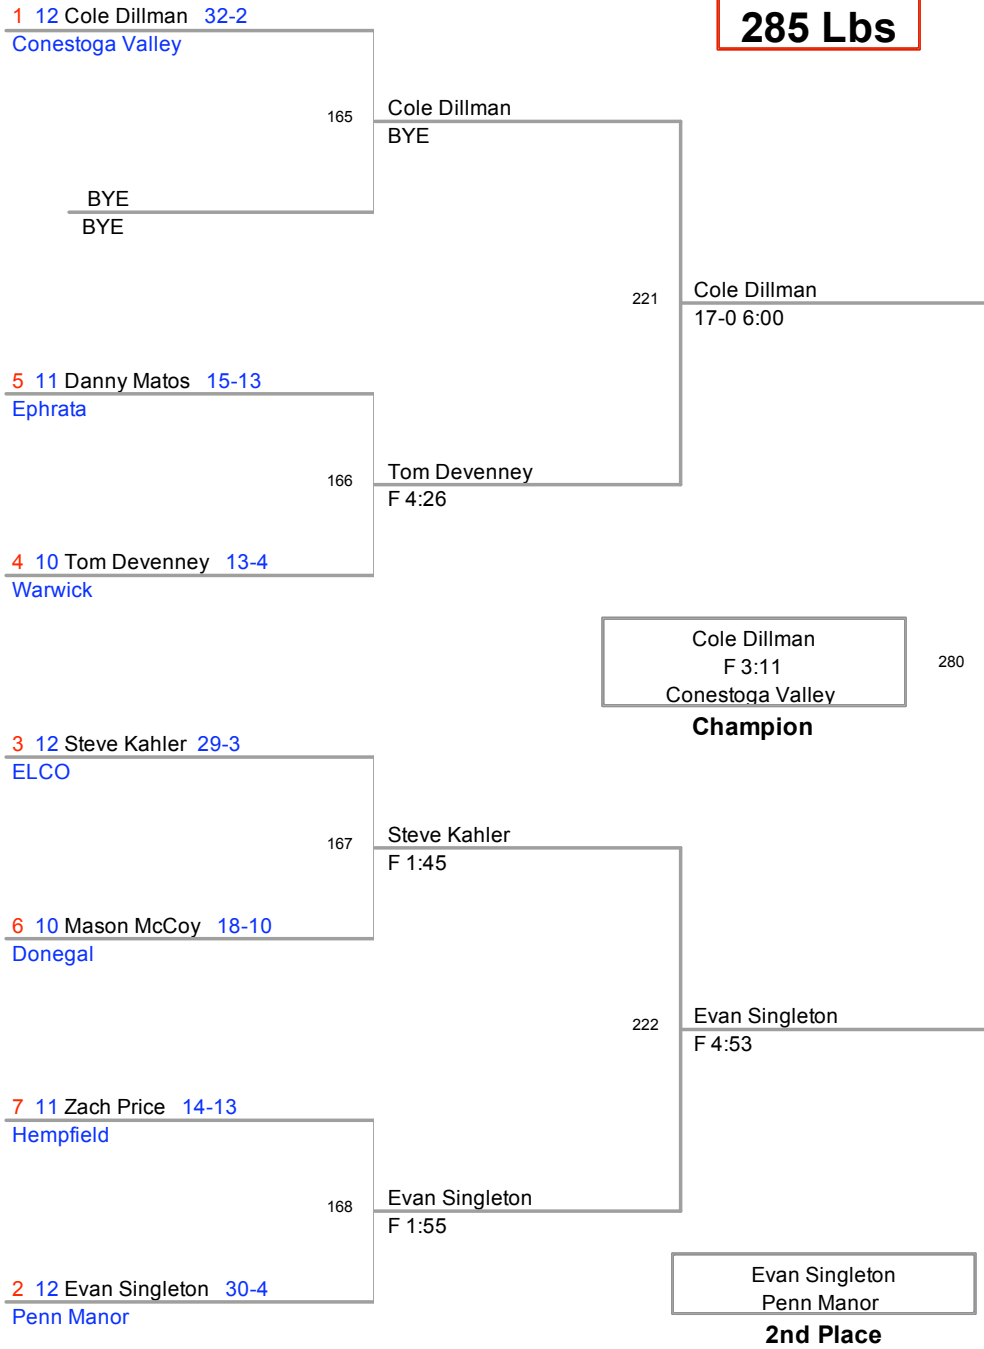 1 12 Cole Dillman 32-2
285 Lbs
Conestoga Valley
165
Cole Dillman
BYE
BYE
BYE
221
Cole Dillman
17-0 6:00
5 11 Danny Matos 15-13
Ephrata
166
Tom Devenney
F 4:26
4 10 Tom Devenney 13-4
Warwick
Cole Dillman
F 3:11
Conestoga Valley
280
Champion
3 12 Steve Kahler 29-3
ELCO
167
Steve Kahler
F 1:45
6 10 Mason McCoy 18-10
Donegal
222
Evan Singleton
F 4:53
7 11 Zach Price 14-13
Hempfield
168
Evan Singleton
F 1:55
2 12 Evan Singleton 30-4
Penn Manor
Evan Singleton
Penn Manor
2nd Place